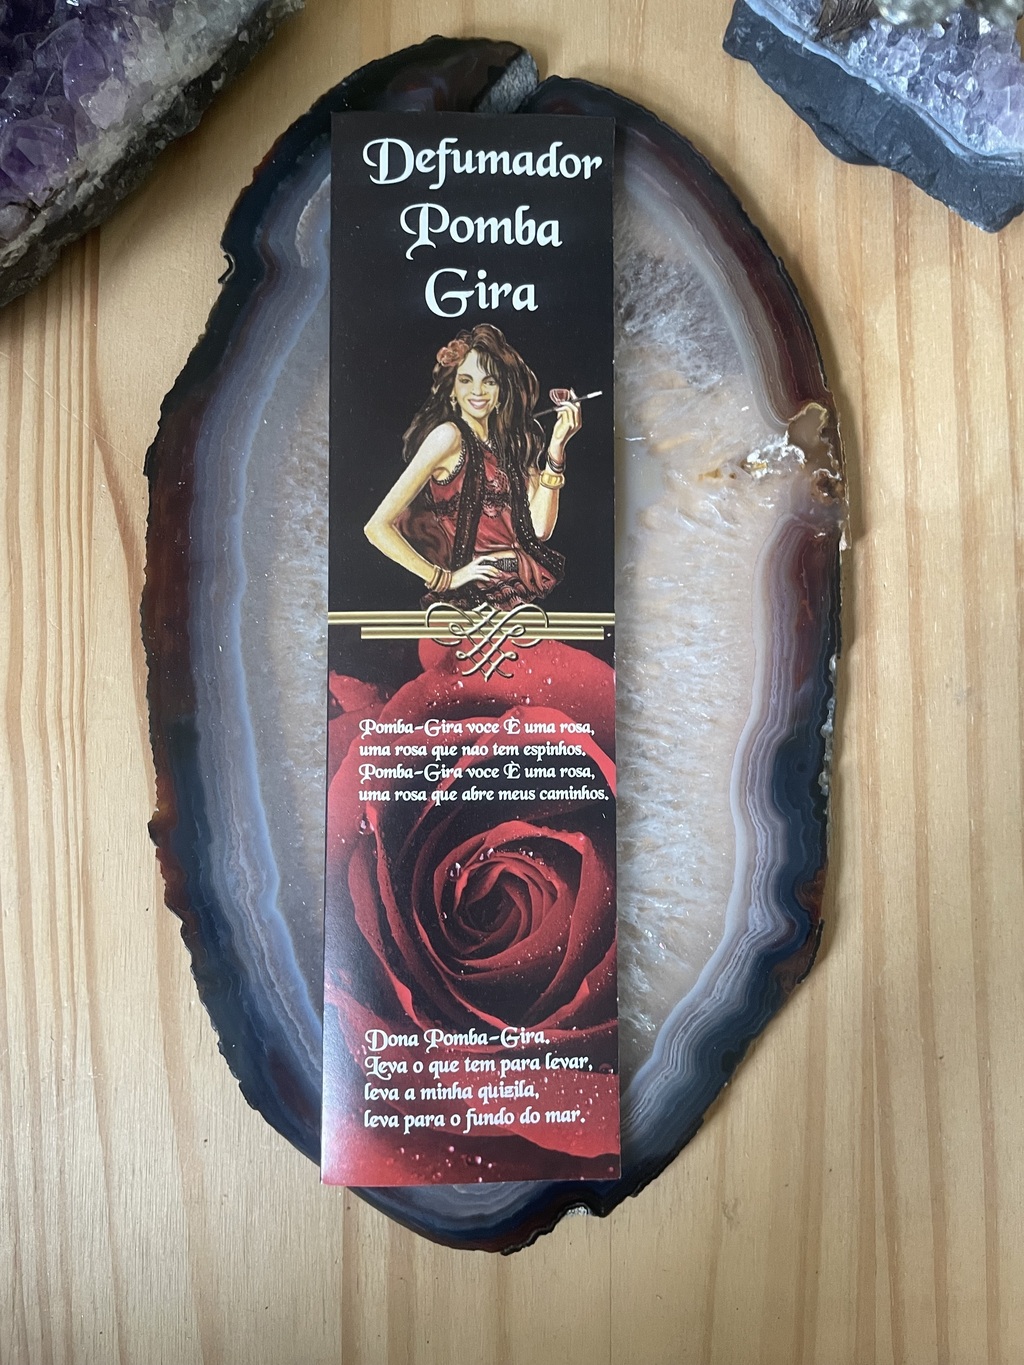 Defumador
Pomba
Gira
Pomba-Gira voce È uma rosa,
uma rosa que nao tem espinhos.
Pomba-Gira voce È uma rosa,
uma rosa que abre meus caminhos.
Dona Pomba-Gira.
Leva o que tem para levar,
leva a minha quizila,
leva para o fundo do mar.